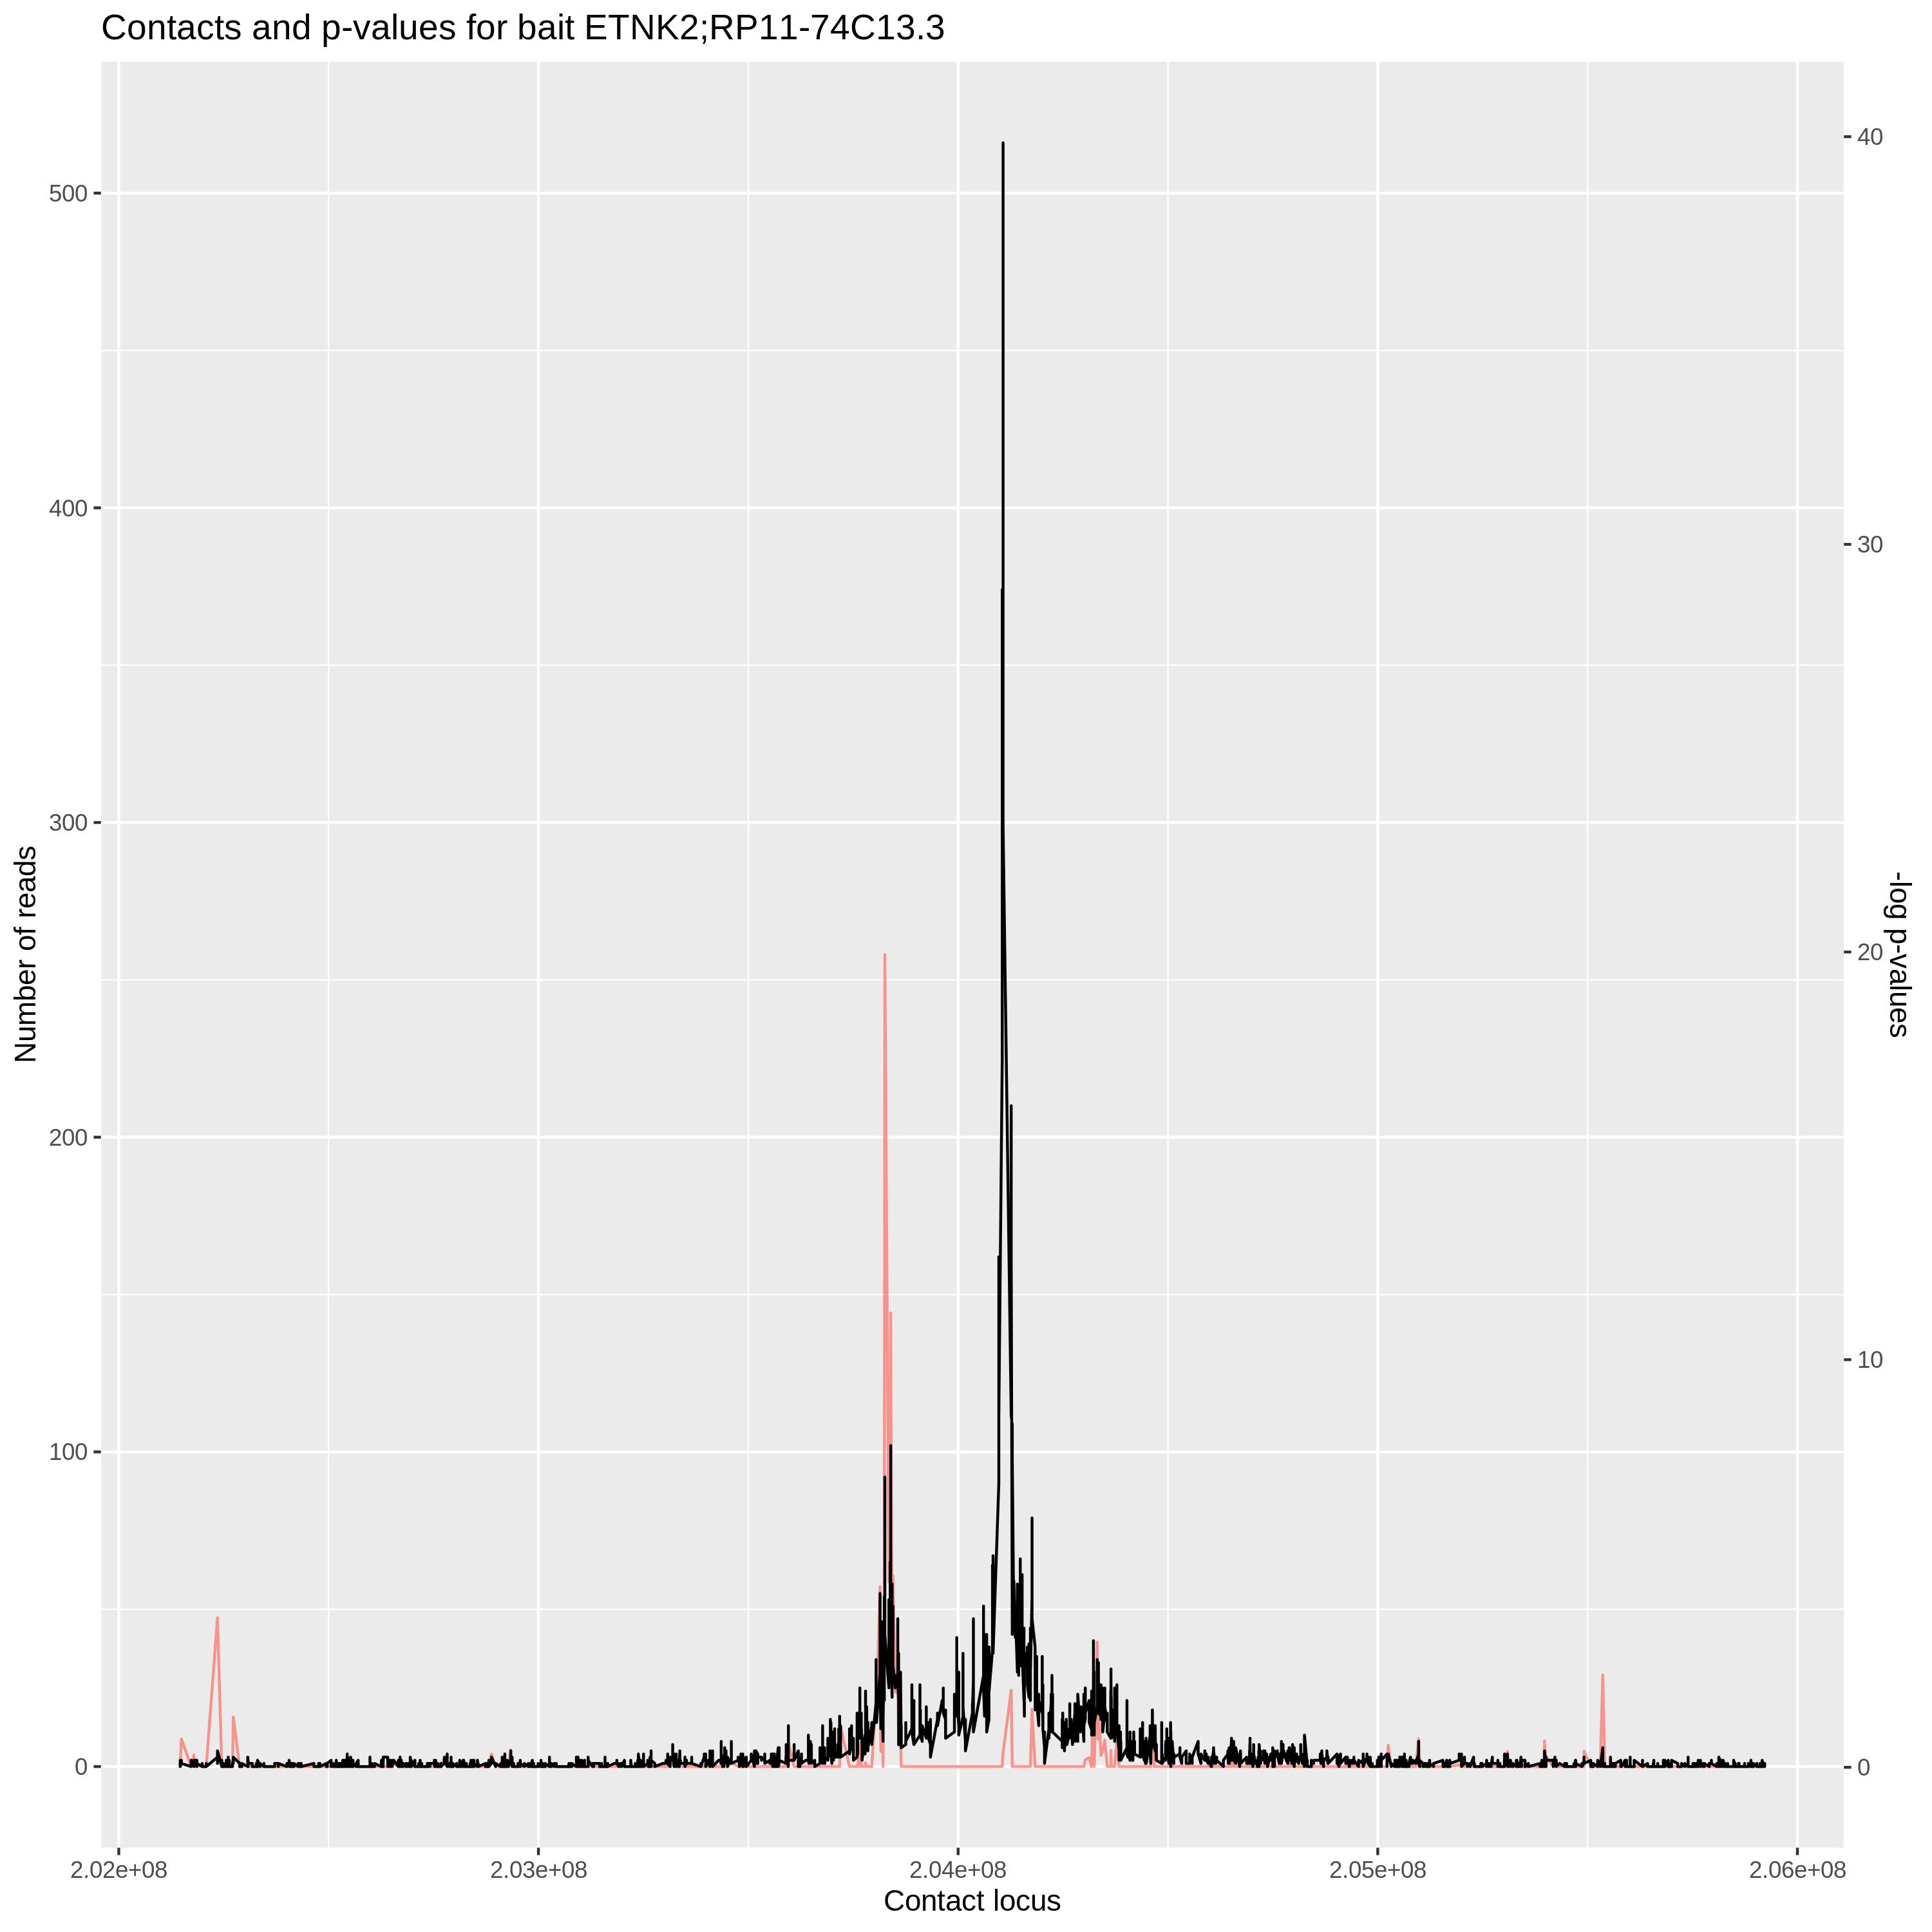 Contacts and p-values for bait ETNK2;RP11-74C13.3
500
400
300
200
100
0
Number of reads
40
30
20
10
0
-log p-values
2.02e+08
2.03e+08
2.04e+08
2.05e+08
2.06e+08
Contact locus